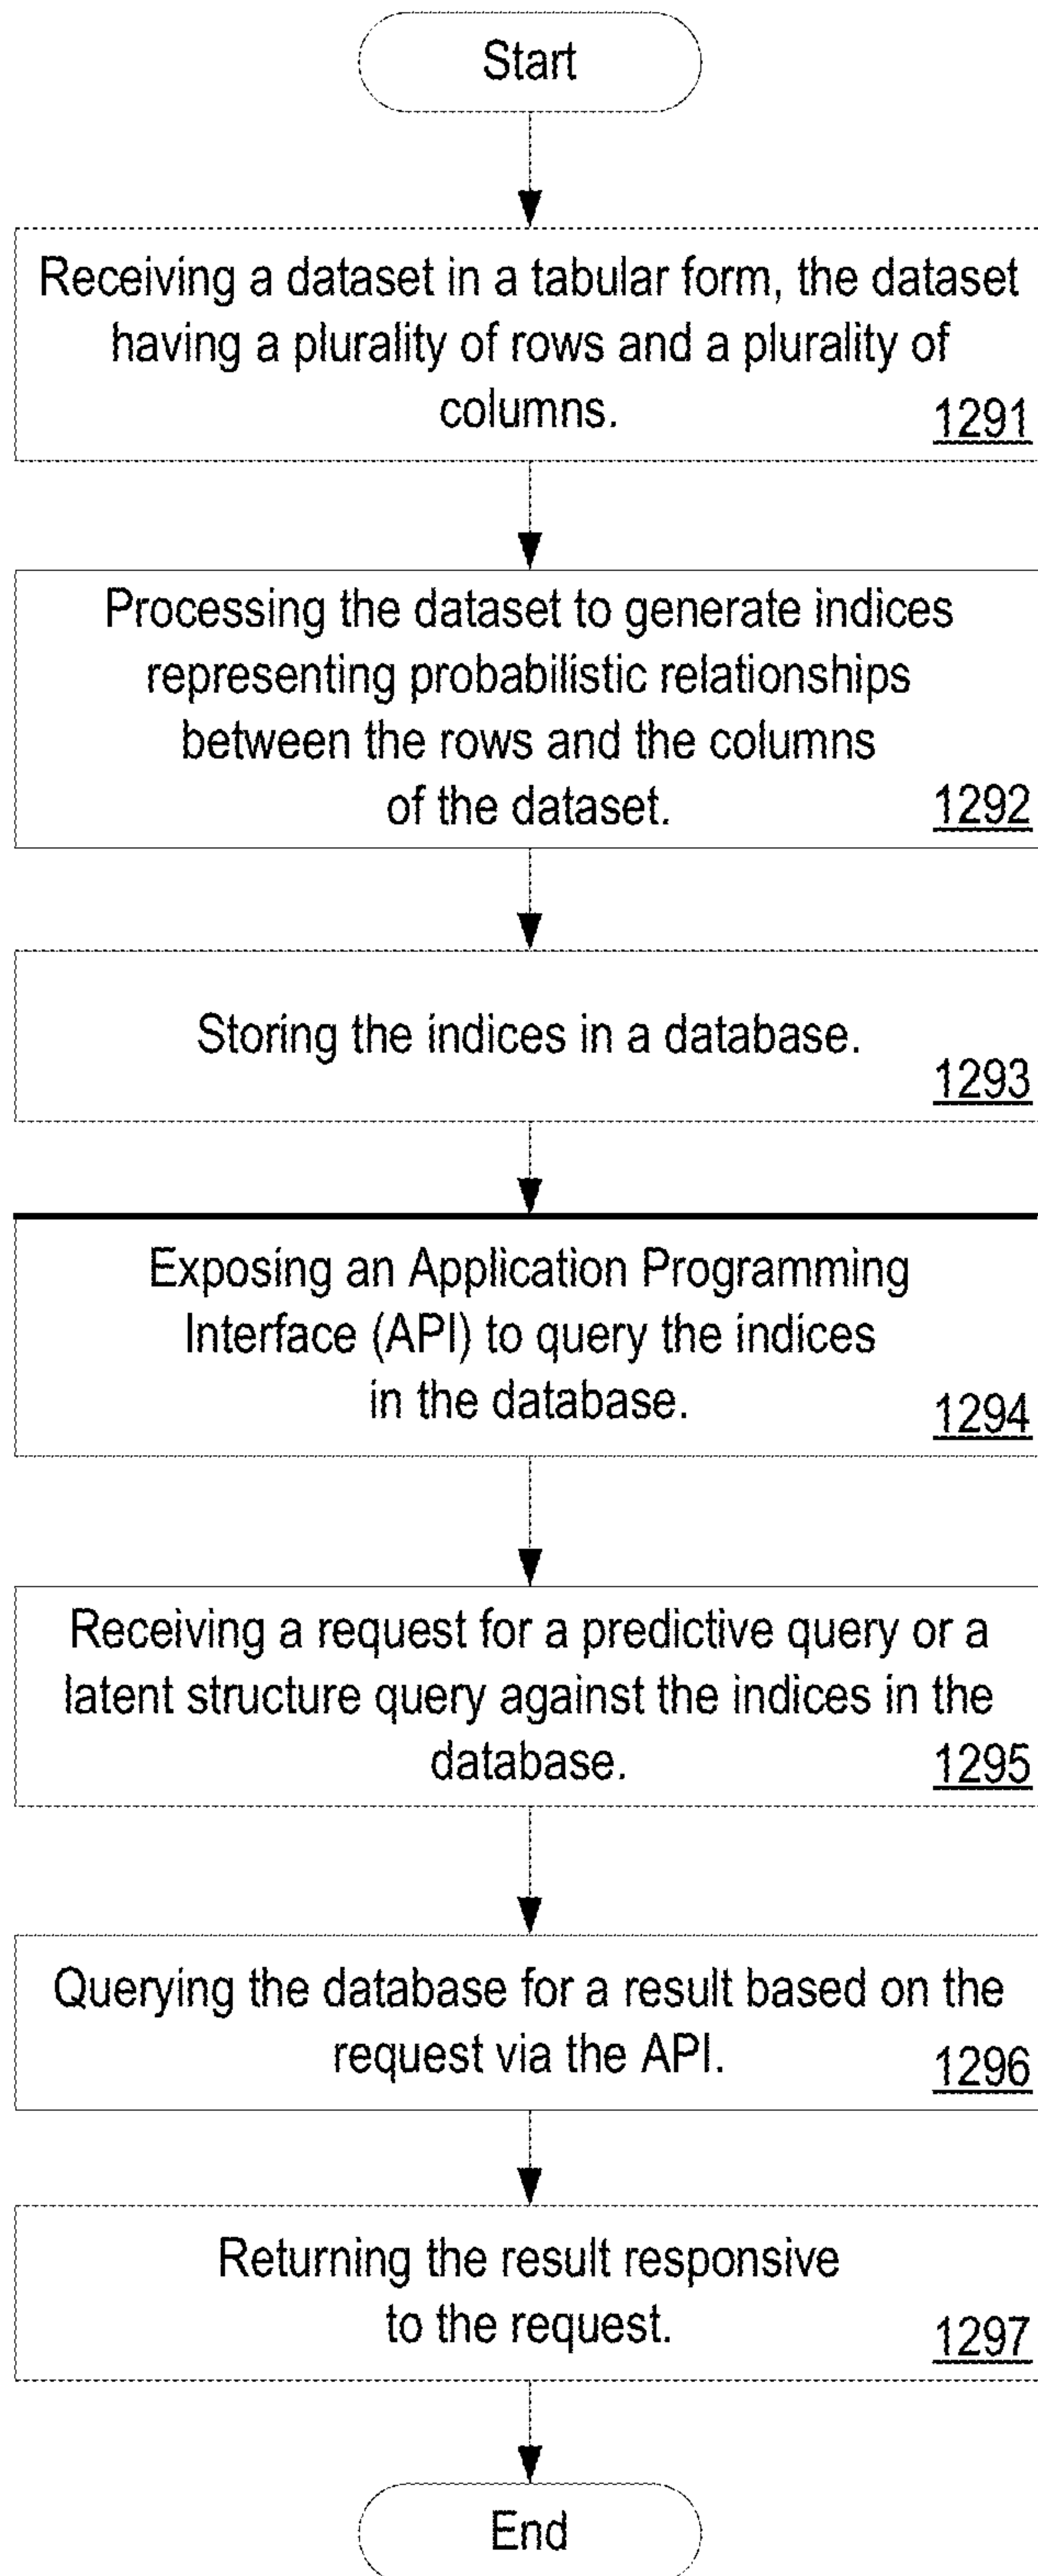 Start
Receiving a dataset in a tabular form, the dataset
having a plurality of rows and a plurality of
columns.
1291
Processing the dataset to generate indices
representing probabilistic relationships
between the rows and the columns
of the dataset.
1292
Storing the indices in a database.
1293
Exposing an Application Programming
Interface (API) to query the indices
in the database.
1294
Receiving a request for a predictive query or a
latent structure query against the indices in the
database.
1295
Querying the database for a result based on the
request via the API.
1296
Returning the result responsive
to the request.
1297
End